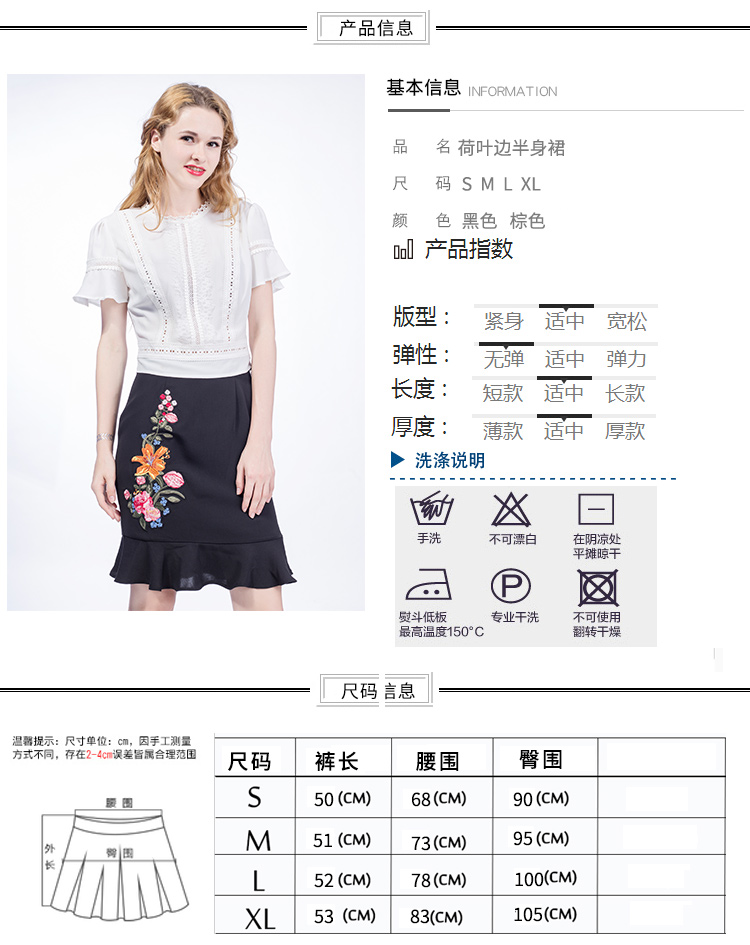 产品信息
基本信息 INFORMATION
品 名 荷叶边半身裙
尺 码 S M L XL
颜 色 黑色 棕色
产品指数
版型： 紧身 适中 宽松
弹性： 无弹 适中 弹力
长度： 短款 适中 长款
厚度： 薄款 适中 厚款
洗涤说明
手洗 不可漂白 在阴凉处
平摊晾干
P
熨斗低板 专业干洗 不可使用
最高温度150°C 翻转干燥
尺码信息
温馨提示：尺寸单位：cm，因手工测量
方式不同，存在2-4cm误差皆属合理范围
腰 围
臀 围
外
长
尺码 裤长 腰围 臀围
S 50 (CM) 68 (CM) 90 (CM)
M 51 (CM) 73 (CM) 95 (CM)
L 52 (CM) 78 (CM) 100(CM)
XL 53 (CM) 83(CM) 105(CM)